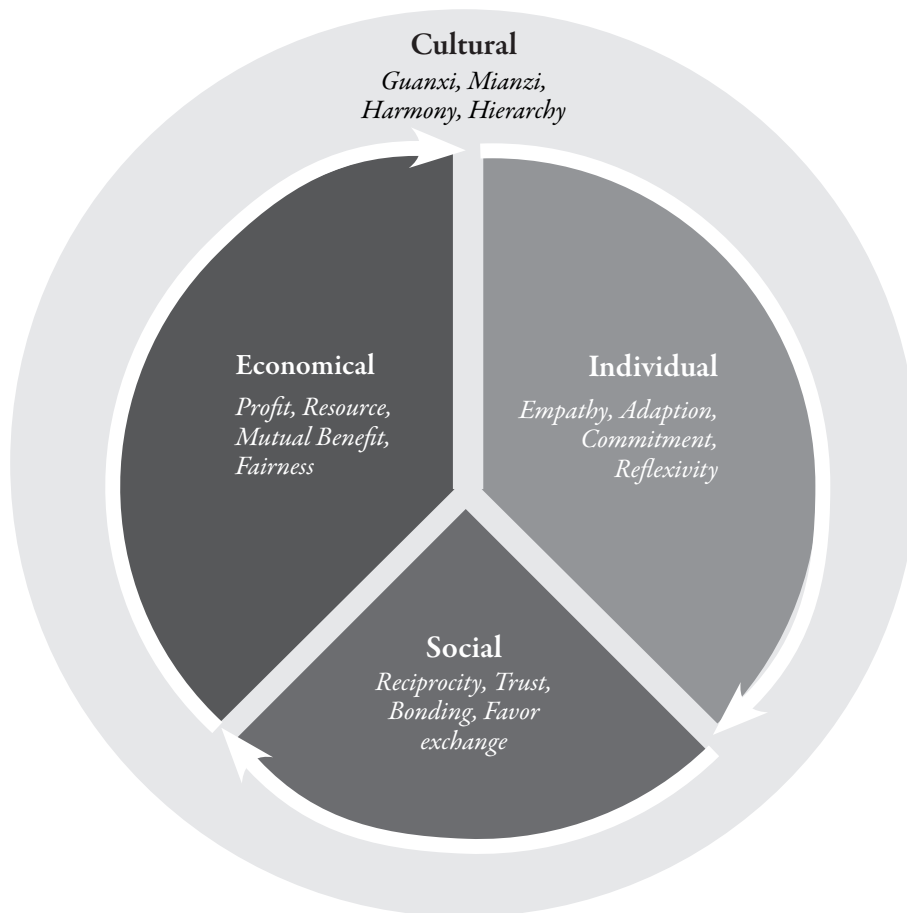 Cultural
Guanxi, Mianzi,
Harmony, Hierarchy
Economical
Profit, Resource,
Mutual Benefit,
Fairness
Individual
Empathy, Adaption,
Commitment,
Reflexivity
Social
Reciprocity, Trust,
Bonding, Favor
exchange